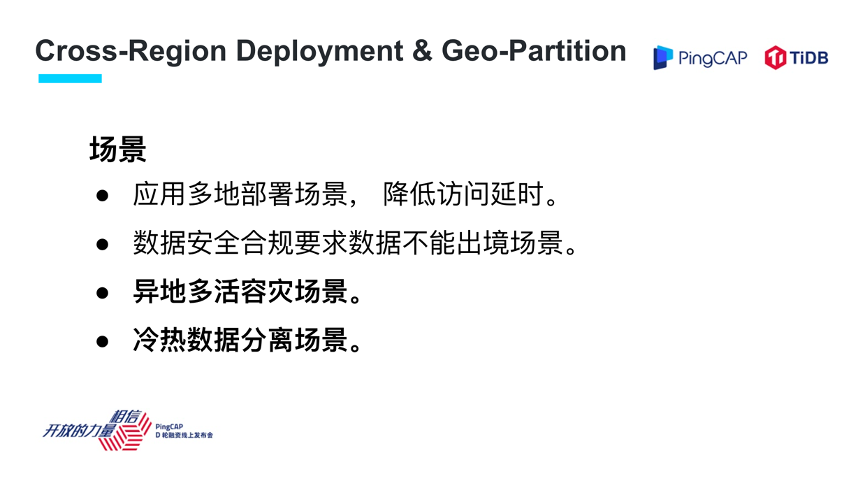 Cross-Region Deployment & Geo-Partition
PingCAP
TiDB
场景
● 应用多地部署场景， 降低访问延时。
● 数据安全合规要求数据不能出境场景。
● 异地多活容灾场景。
● 冷热数据分离场景。
相信
开放的力量
PingCAP
D 轮融资线上发布会